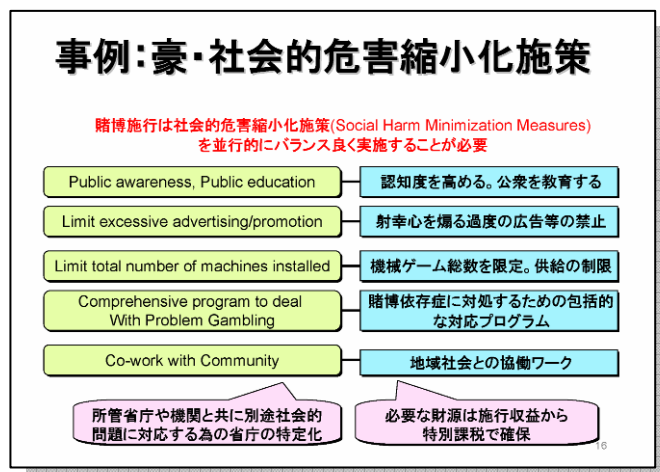 事例：豪・社会的危害縮小化施策
賭博施行は社会的危害縮小化施策(Social Harm Minimization Measures)
を並行的にバランス良く実施することが必要
Public awareness, Public education
認知度を高める。公衆を教育する
Limit excessive advertising/promotion
射幸心を煽る過度の広告等の禁止
Limit total number of machines installed
機械ゲーム総数を限定。供給の制限
Comprehensive program to deal
With Problem Gambling
賭博依存症に対処するための包括的
な対応プログラム
Co-work with Community
地域社会との協働ワーク
所管省庁や機関と共に別途社会的
問題に対応する為の省庁の特定化
必要な財源は施行収益から
特別課税で確保
16